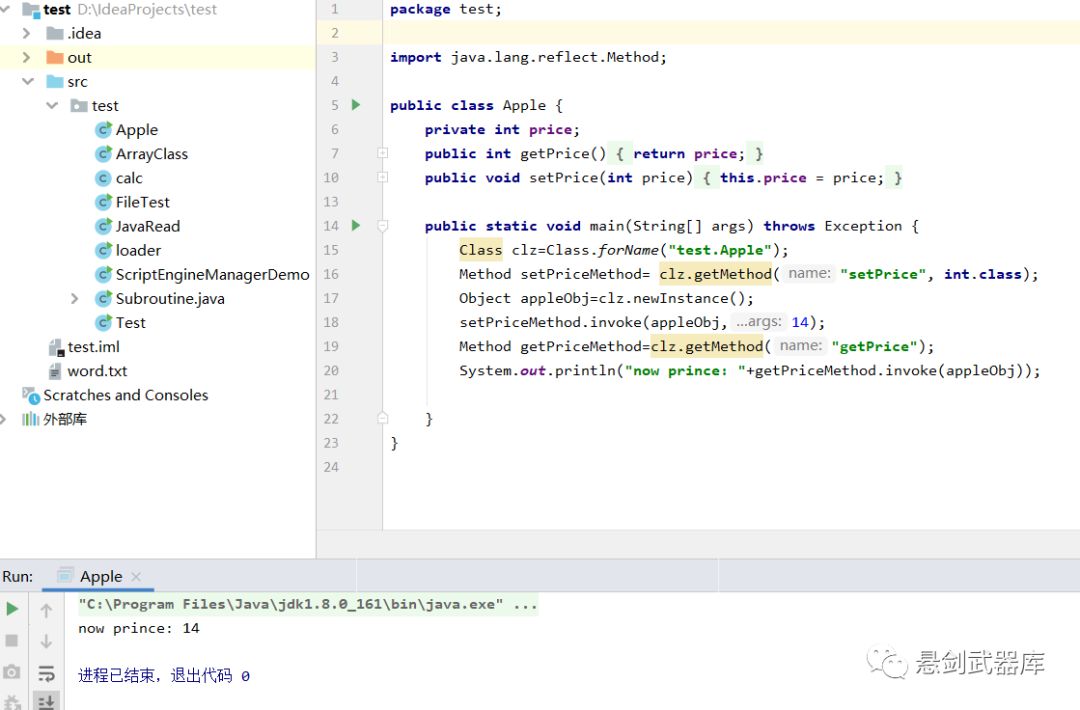 test D:\IdeaProjects\test
.idea
out
src
test
Apple
ArrayClass
calc
FileTest
JavaRead
loader
ScriptEngineManagerDemo
Subroutine.java
Test
test.iml
word.txt
Scratches and Consoles
外部库
1 package test;
2
3 import java.lang.reflect.Method;
4
5 public class Apple {
6 private int price;
7 public int getPrice() { return price; }
10 public void setPrice(int price) { this.price = price; }
13
14 public static void main(String[] args) throws Exception {
15 Class clz=Class.forName("test.Apple");
16 Method setPriceMethod= clz.getMethod( name: "setPrice", int.class);
17 Object appleObj=clz.newInstance();
18 setPriceMethod.invoke(appleObj, ...args: 14);
19 Method getPriceMethod=clz.getMethod( name: "getPrice");
20 System.out.println("now prince: "+getPriceMethod.invoke(appleObj));
21
22 }
23 }
24
Run: Apple
"C:\Program Files\Java\jdk1.8.0_161\bin\java.exe" ...
now prince: 14
进程已结束，退出代码 0
悬剑武器库